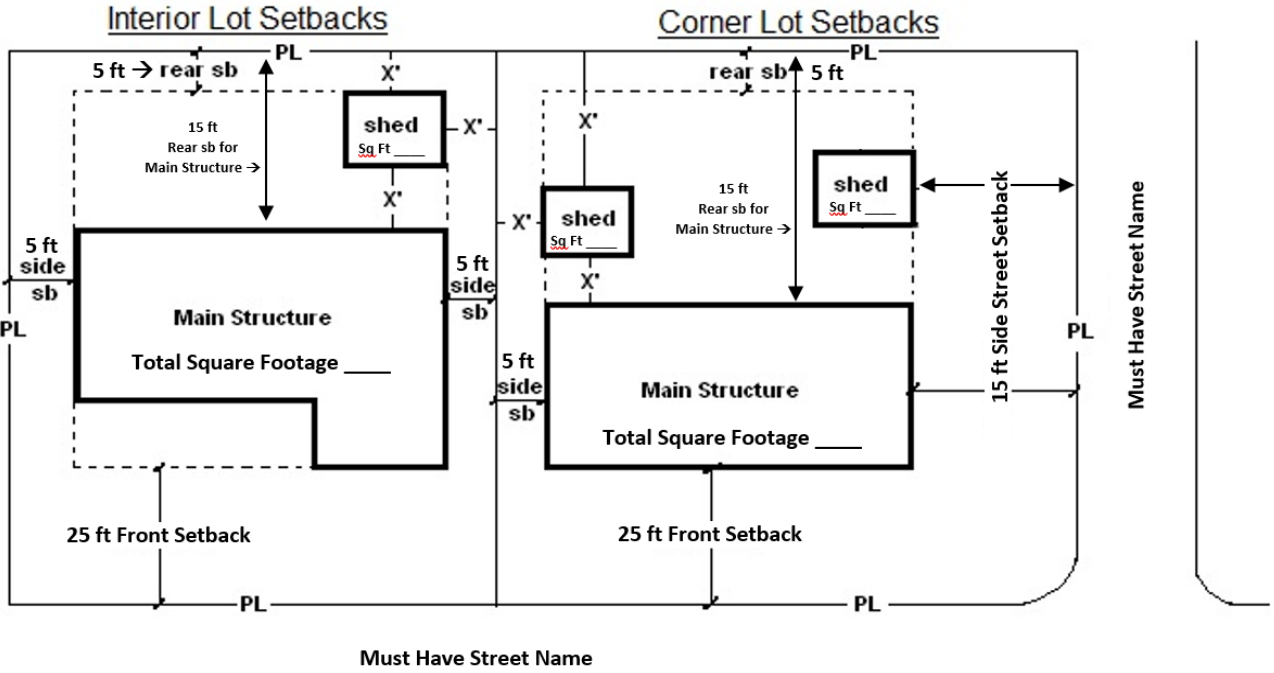 Interior Lot Setbacks
Corner Lot Setbacks
PL
PL
5 ft → rear sb
X'
rear sb
5 ft
shed
Sq Ft ____
X'
X'
15 ft
Rear sb for
Main Structure →
X'
shed
Sq Ft ____
X'
X'
shed
Sq Ft ____
15 ft
Rear sb for
Main Structure →
15 ft Side Street Setback
Must Have Street Name
5 ft
side
sb
5 ft
side
sb
PL
PL
Main Structure
Total Square Footage ____
5 ft
side
sb
Main Structure
Total Square Footage ____
25 ft Front Setback
25 ft Front Setback
PL
PL
Must Have Street Name